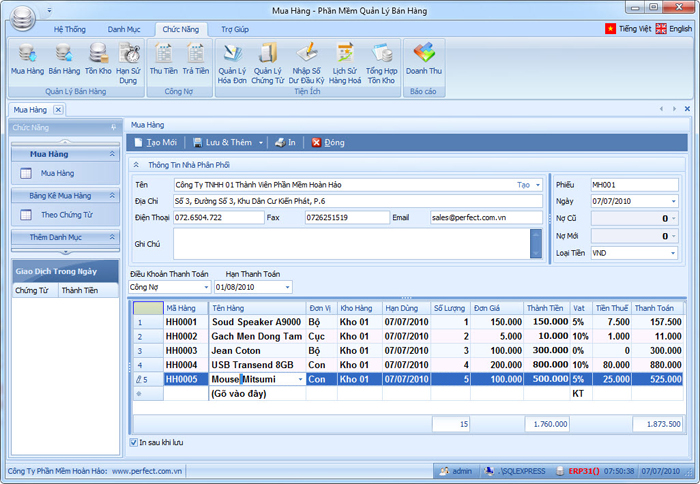 Mua Hàng - Phần Mềm Quản Lý Bán Hàng
Hệ Thống Danh Mục Chức Năng Trợ Giúp Tiếng Việt English
Mua Hàng Bán Hàng Tồn Kho Hạn Sử Dụng Thu Tiền Trả Tiền Quản Lý Hóa Đơn Quản Lý Chứng Từ Nhập Số Dư Đầu Kỳ Lịch Sử Hàng Hoá Tổng Hợp Tồn Kho Doanh Thu
Quản Lý Bán Hàng Công Nợ Tiện Ích Báo cáo
Mua Hàng
Chức Năng
Mua Hàng
Mua Hàng
Bảng Kê Mua Hàng
Theo Chứng Từ
Thêm Danh Mục
Giao Dịch Trong Ngày
Chứng Từ Thành Tiền
Mua Hàng
Tạo Mới Lưu & Thêm In Đóng
Thông Tin Nhà Phân Phối
Tên Công Ty TNHH 01 Thành Viên Phần Mềm Hoàn Hảo Tạo
Địa Chỉ Số 3, Đường Số 3, Khu Dân Cư Kiến Phát, P.6
Điện Thoại 072.6504.722 Fax 0726251519 Email sales@perfect.com.vn
Ghi Chú
Phiếu MH001
Ngày 07/07/2010
Nợ Cũ 0
Nợ Mới 0
Loại Tiền VND
Điều Khoản Thanh Toán Hạn Thanh Toán
Công Nợ 01/08/2010
Mã Hàng Tên Hàng Đơn Vị Kho Hàng Hạn Dùng Số Lượng Đơn Giá Thành Tiền Vat Tiền Thuế Thanh Toán
1 HH0001 Soud Speaker A9000 Bộ Kho 01 07/07/2010 1 150.000 150.000 5% 7.500 157.500
2 HH0002 Gach Men Dong Tam Cục Kho 01 07/07/2010 2 5.000 10.000 10% 1.000 11.000
3 HH0003 Jean Coton Bộ Kho 01 07/07/2010 3 100.000 300.000 0% 0 300.000
4 HH0004 USB Transend 8GB Con Kho 01 07/07/2010 4 200.000 800.000 10% 80.000 880.000
5 HH0005 Mouse Mitsumi Con Kho 01 07/07/2010 5 100.000 500.000 5% 25.000 525.000
(Gõ vào đây) KT
15 1.760.000 1.873.500
In sau khi lưu
Công Ty Phần Mềm Hoàn Hảo: www.perfect.com.vn admin .\SQLEXPRESS ERP31() 07:50:38 07/07/2010